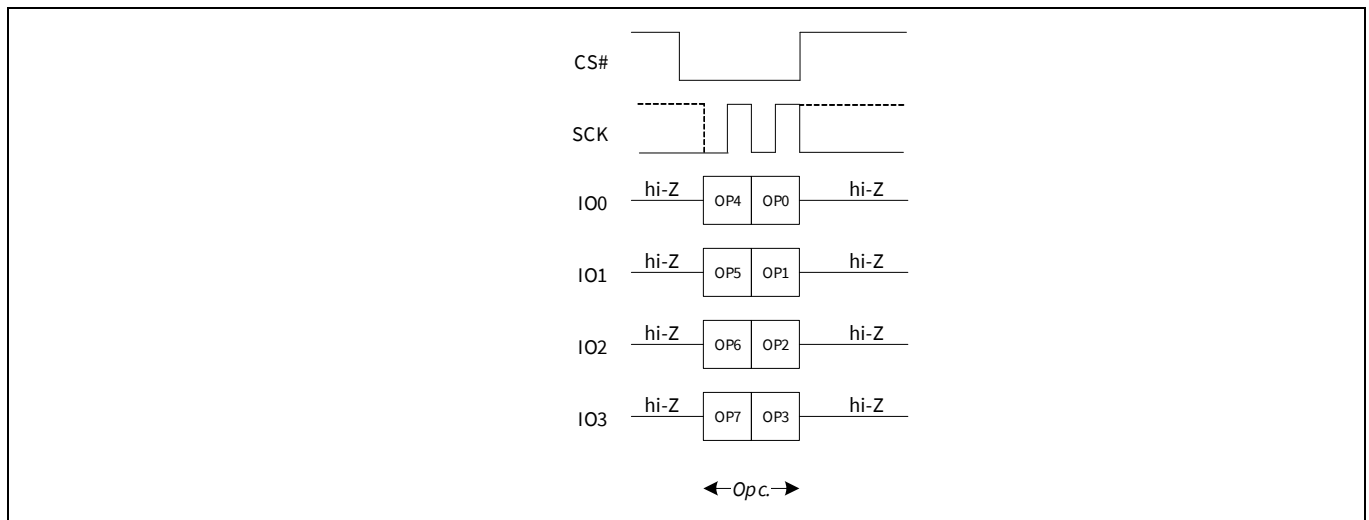 CS#
SCK
hi-Z hi-Z
IO0 OP4 OP0
hi-Z hi-Z
IO1 OP5 OP1
hi-Z hi-Z
IO2 OP6 OP2
hi-Z hi-Z
IO3 OP7 OP3
Opc.